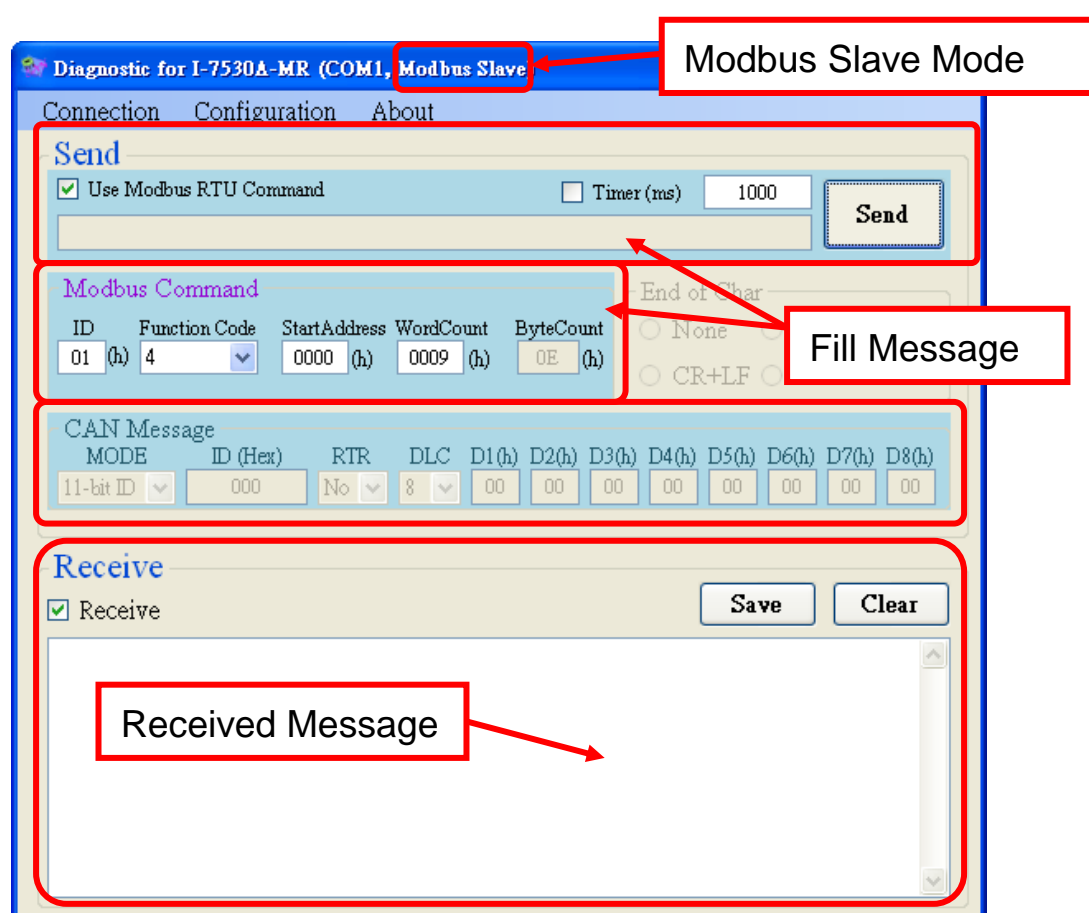 Modbus Slave Mode
Diagnostic for I-7530A-MR (COM1, Modbus Slave)
Connection Configuration About
Send
Use Modbus RTU Command Timer (ms) 1000 Send
Modbus Command End of Char
ID Function Code StartAddress WordCount ByteCount None
01 (h) 4 0000 (h) 0009 (h) 0E (h) CR+LF
Fill Message
CAN Message
MODE ID (Hex) RTR DLC D1(h) D2(h) D3(h) D4(h) D5(h) D6(h) D7(h) D8(h)
11-bit ID 000 No 8 00 00 00 00 00 00 00 00
Receive
Receive Save Clear
Received Message